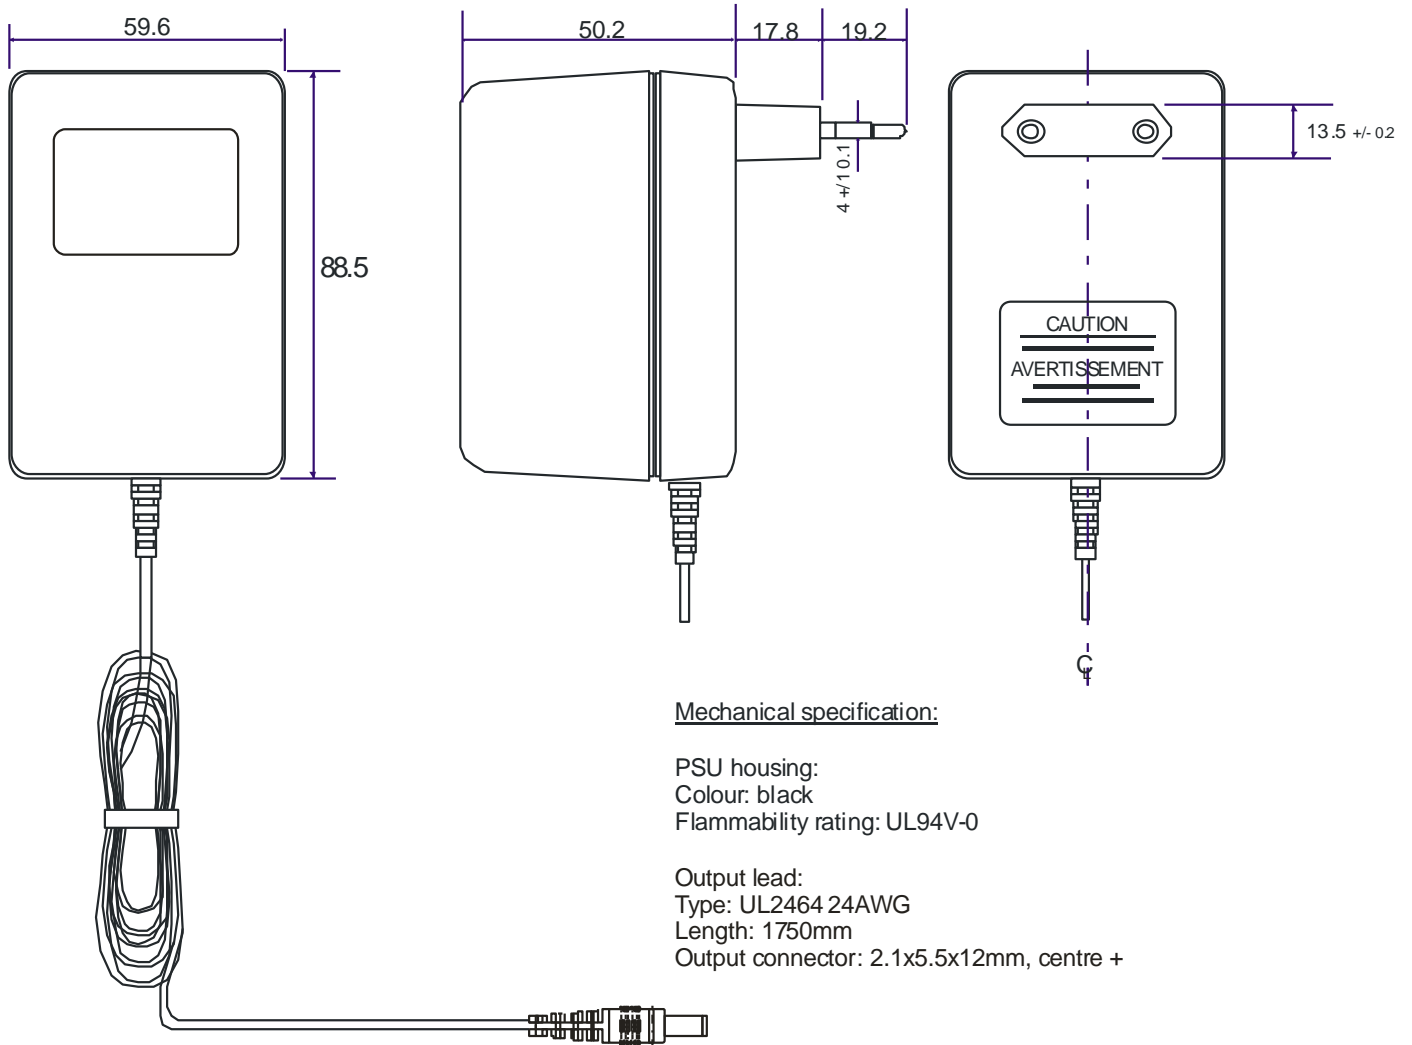 59.6
50.2
17.8
19.2
13.5 +/- 0.2
4 +/1 0.1
88.5
CAUTION
AVERTISSEMENT
℄
Mechanical specification:
PSU housing:
Colour: black
Flammability rating: UL94V-0
Output lead:
Type: UL2464 24AWG
Length: 1750mm
Output connector: 2.1x5.5x12mm, centre +